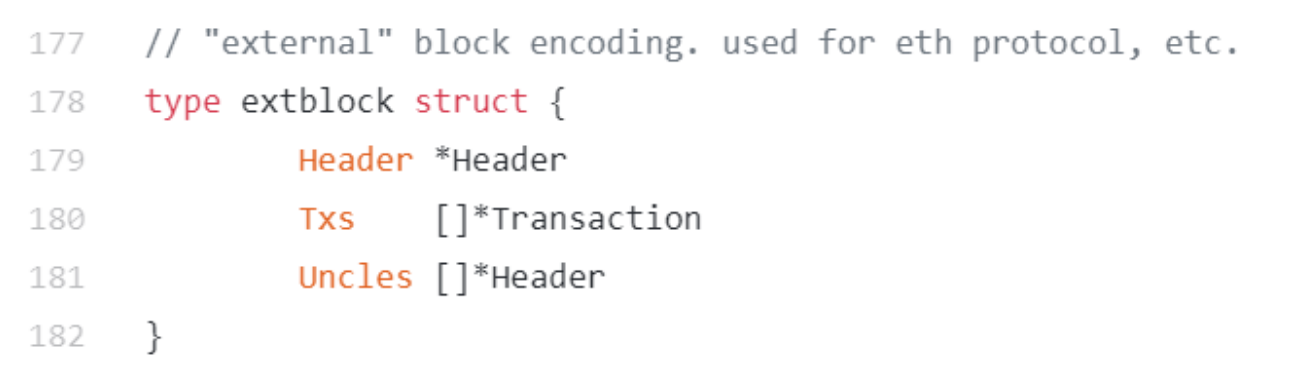 177 // "external" block encoding. used for eth protocol, etc.
178 type extblock struct {
179 Header *Header
180 Txs []*Transaction
181 Uncles []*Header
182 }